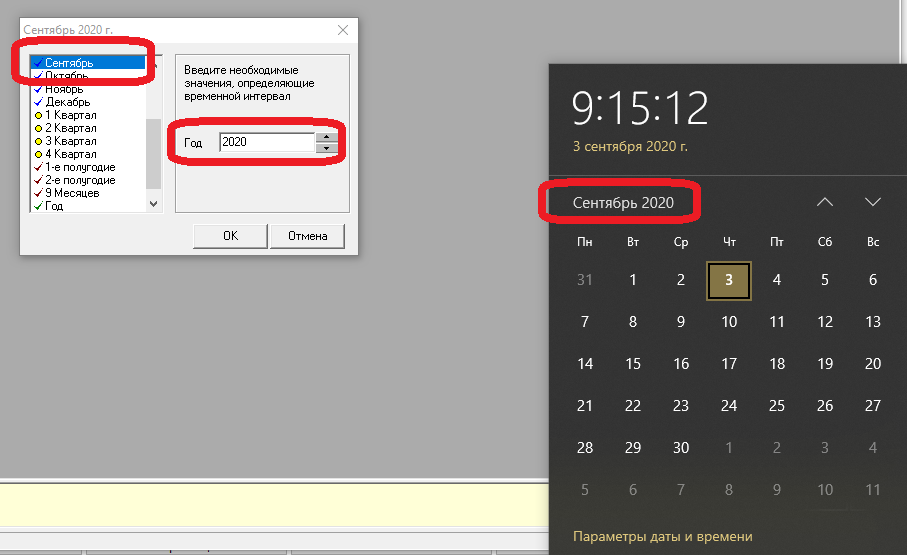 Сентябрь 2020 г.
Сентябрь
Октябрь
Ноябрь
Декабрь
1 Квартал
2 Квартал
3 Квартал
4 Квартал
1-е полугодие
2-е полугодие
9 Месяцев
Год
Введите необходимые
значения, определяющие
временной интервал
Год 2020
OK Отмена
9:15:12
3 сентября 2020 г.
Сентябрь 2020
Пн Вт Ср Чт Пт Сб Вс
31 1 2 3 4 5 6
7 8 9 10 11 12 13
14 15 16 17 18 19 20
21 22 23 24 25 26 27
28 29 30 1 2 3 4
5 6 7 8 9 10 11
Параметры даты и времени